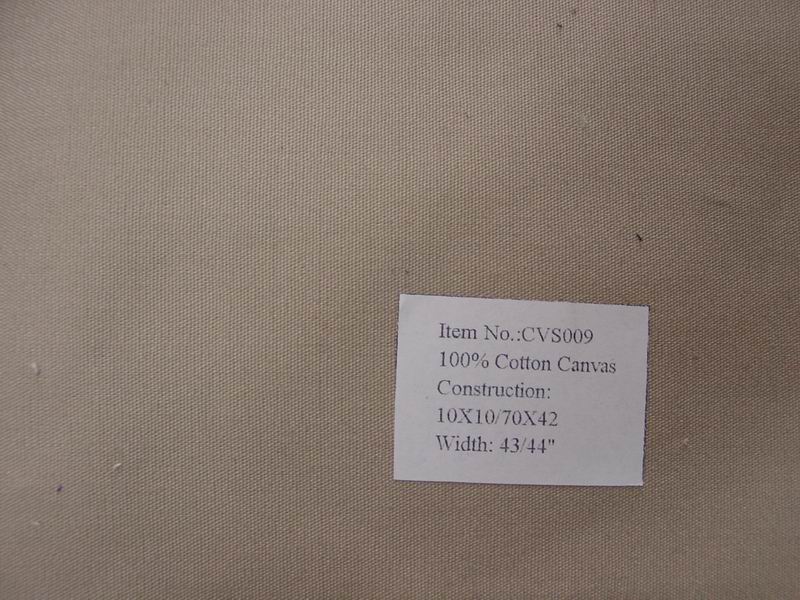 Item No.:CVS009
100% Cotton Canvas
Construction:
10X10/70X42
Width: 43/44"